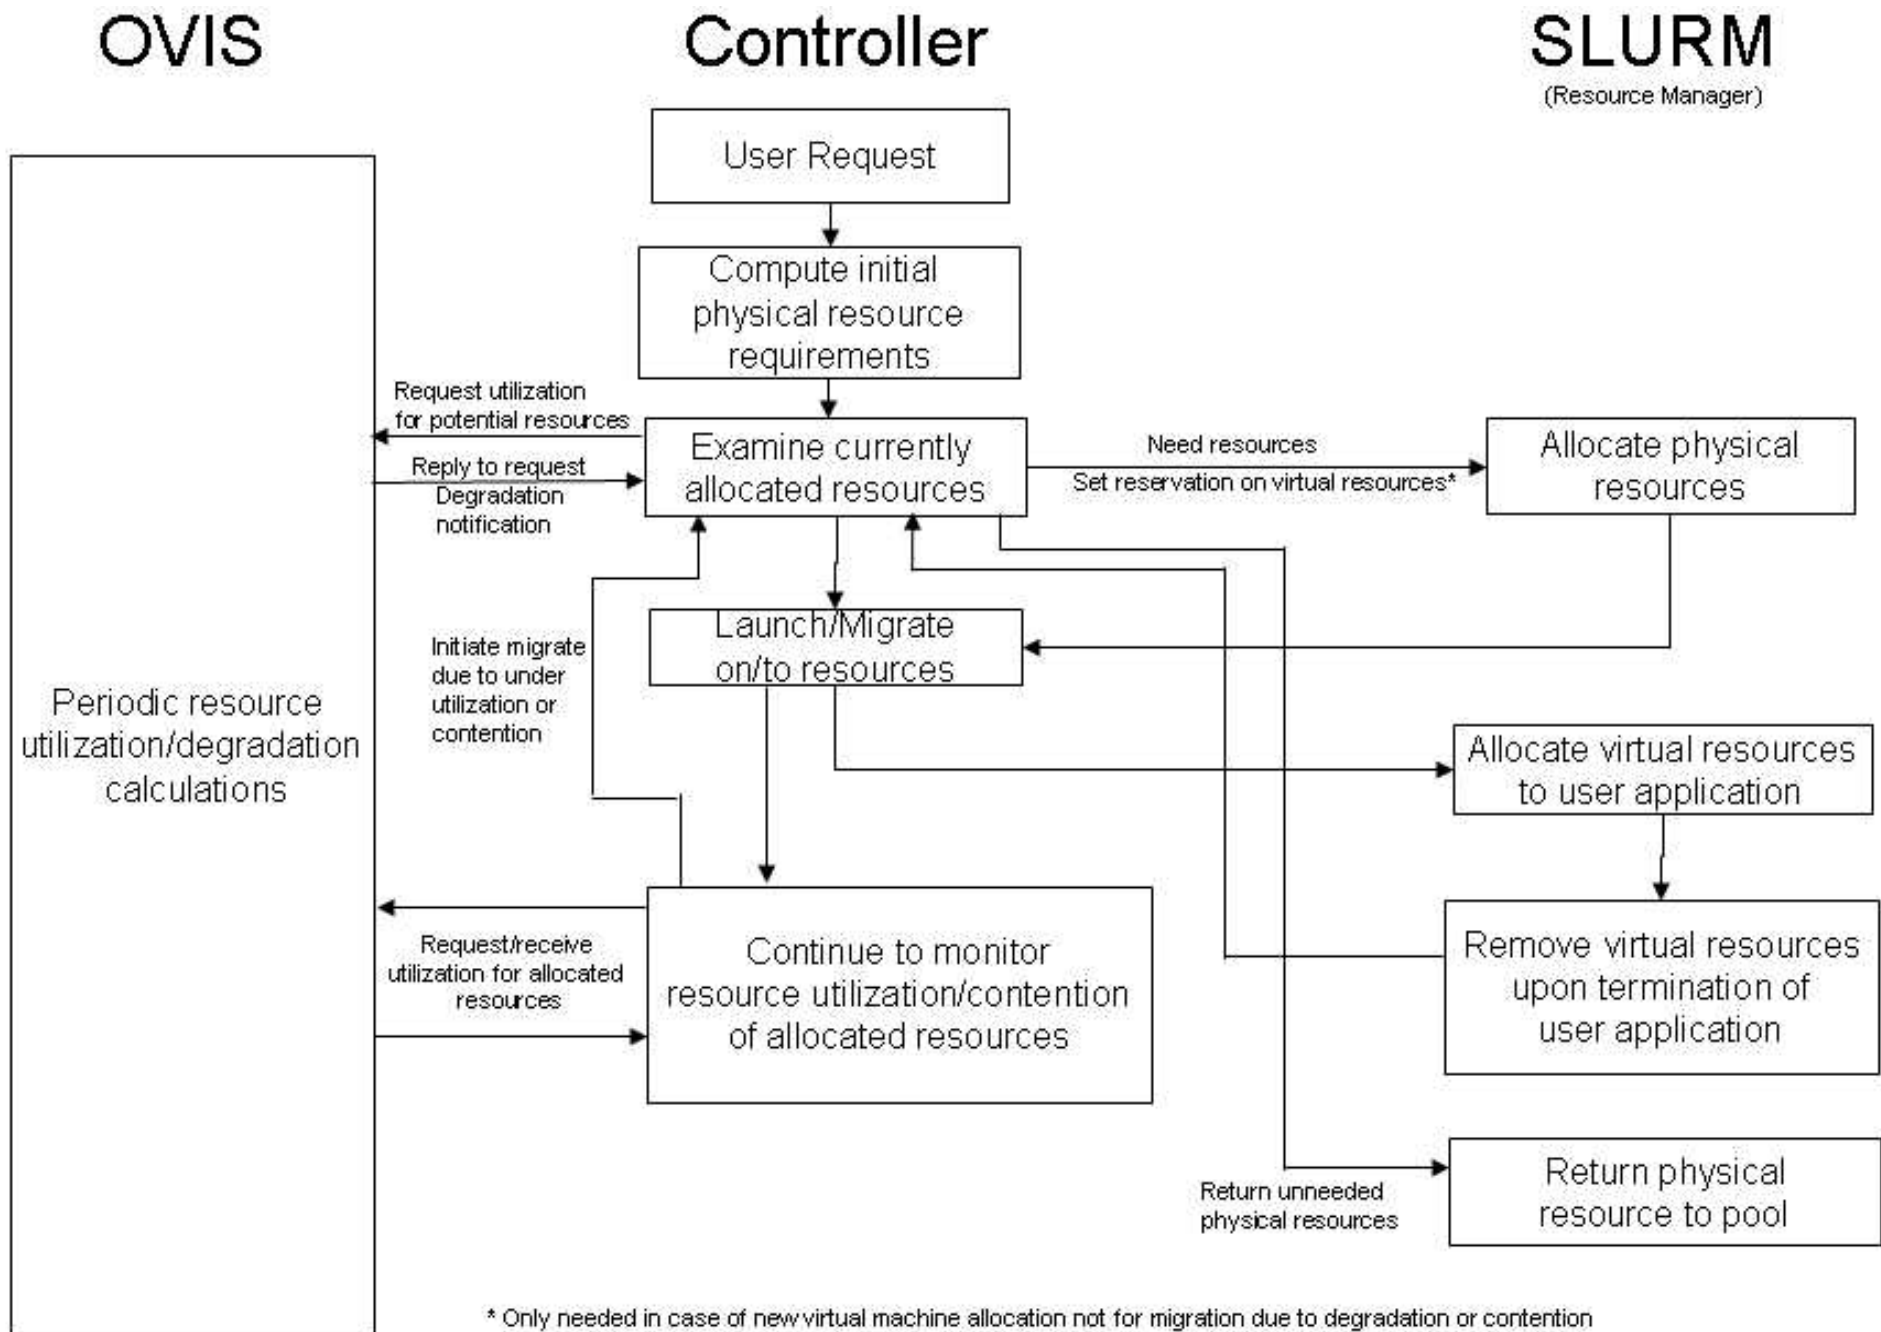 OVIS
Controller
SLURM
(Resource Manager)
User Request
Compute initial
physical resource
requirements
Request utilization
for potential resources
Reply to request
Degradation
notification
Examine currently
allocated resources
Need resources
Set reservation on virtual resources*
Allocate physical
resources
Launch/Migrate
on/to resources
Initiate migrate
due to under
utilization or
contention
Periodic resource
utilization/degradation
calculations
Allocate virtual resources
to user application
Request/receive
utilization for allocated
resources
Continue to monitor
resource utilization/contention
of allocated resources
Remove virtual resources
upon termination of
user application
Return unneeded
physical resources
Return physical
resource to pool
* Only needed in case of new virtual machine allocation not for migration due to degradation or contention